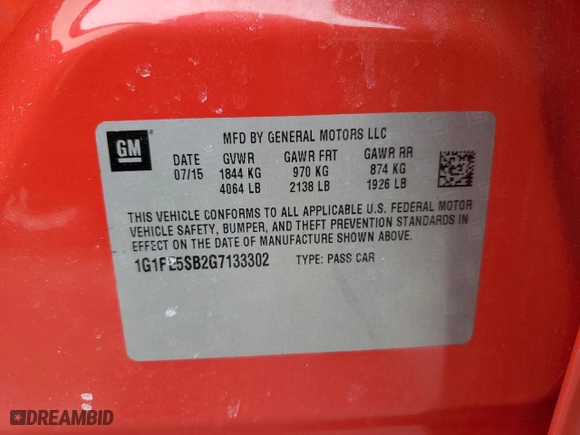 GM
MFD BY GENERAL MOTORS LLC
DATE GVWR GAWR FRT GAWR RR
07/15 1844 KG 970 KG 874 KG
4064 LB 2138 LB 1926 LB
THIS VEHICLE CONFORMS TO ALL APPLICABLE U.S. FEDERAL MOTOR
VEHICLE SAFETY, BUMPER, AND THEFT PREVENTION STANDARDS IN
EFFECT ON THE DATE OF MANUFACTURE SHOWN ABOVE.
1G1PE5SB2G7133302 TYPE: PASS CAR
DREAMBID